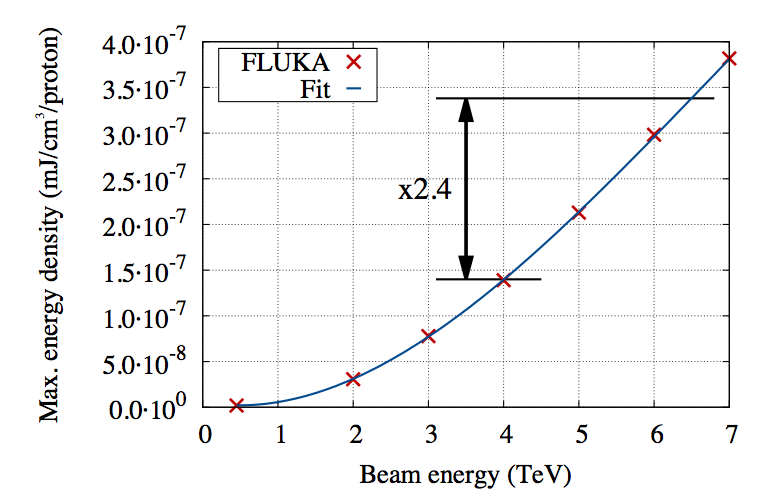 Max. energy density (mJ/cm³/proton)
4.0·10⁻⁷
3.5·10⁻⁷
3.0·10⁻⁷
2.5·10⁻⁷
2.0·10⁻⁷
1.5·10⁻⁷
1.0·10⁻⁷
5.0·10⁻⁸
0.0·10⁰
FLUKA
Fit
x2.4
0 1 2 3 4 5 6 7
Beam energy (TeV)